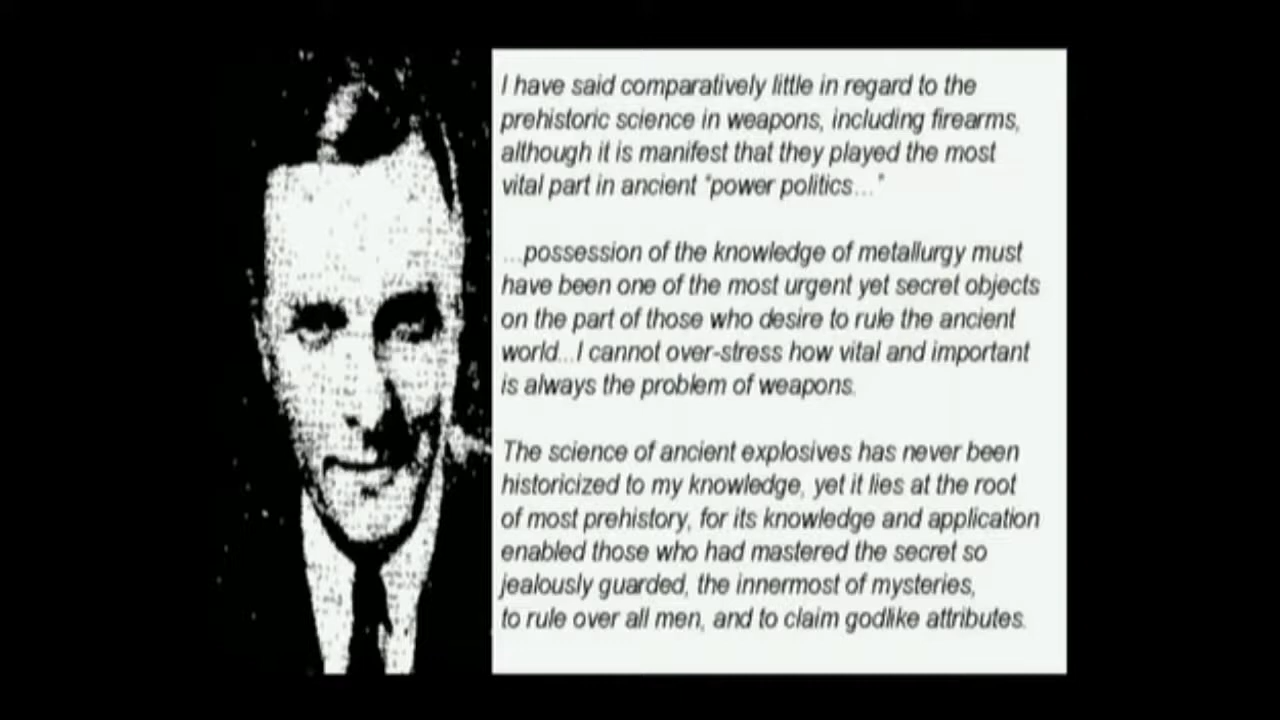 I have said comparatively little in regard to the
prehistoric science in weapons, including firearms,
although it is manifest that they played the most
vital part in ancient "power politics..."
...possession of the knowledge of metallurgy must
have been one of the most urgent yet secret objects
on the part of those who desire to rule the ancient
world...I cannot over-stress how vital and important
is always the problem of weapons.
The science of ancient explosives has never been
historicized to my knowledge, yet it lies at the root
of most prehistory, for its knowledge and application
enabled those who had mastered the secret so
jealously guarded, the innermost of mysteries,
to rule over all men, and to claim godlike attributes.